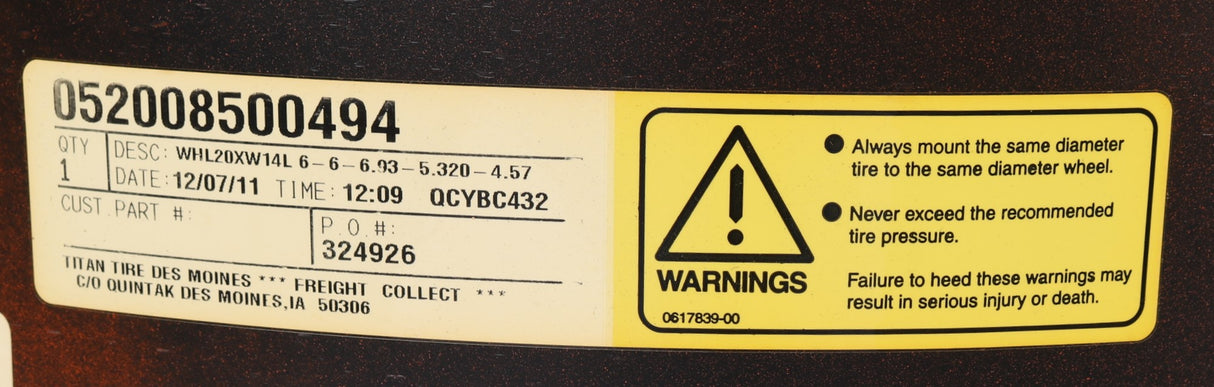 052008500494
QTY DESC: WHL20XW14L 6-6-6.93-5.320-4.57
1 DATE: 12/07/11 TIME: 12:09 QCYBC432
CUST.PART #: P.O.#:
324926
TITAN TIRE DES MOINES *** FREIGHT COLLECT ***
C/O QUINTAK DES MOINES,IA 50306
WARNINGS
0617839-00
Always mount the same diameter
tire to the same diameter wheel.
Never exceed the recommended
tire pressure.
Failure to heed these warnings may
result in serious injury or death.